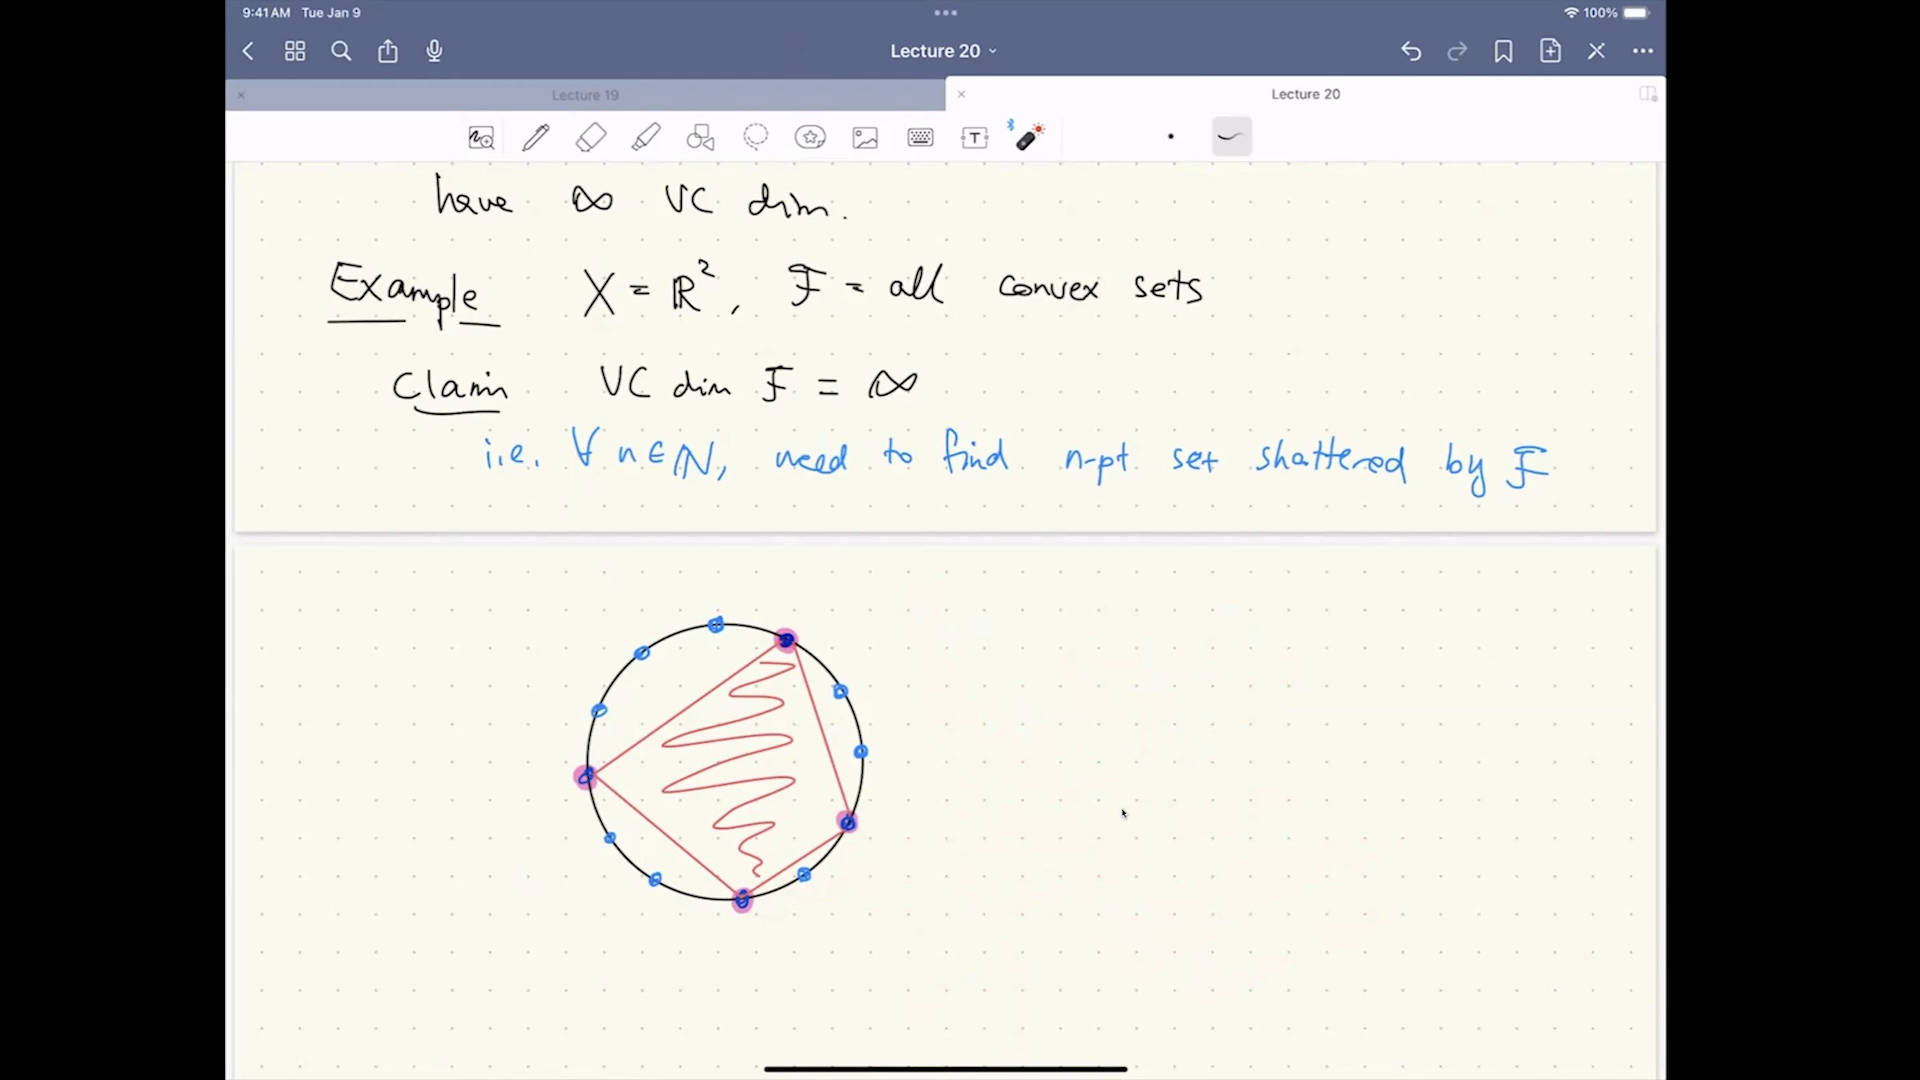 9:41 AM Tue Jan 9
100%
Lecture 20
Lecture 19
Lecture 20
T
have ∞ VC dim.
Example X = ℝ², F = all convex sets
Claim VC dim F = ∞
i.e. ∀ n ∈ ℕ, need to find n-pt set shattered by F